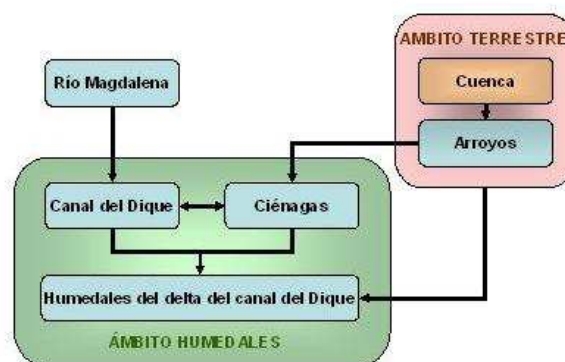 AMBITO TERRESTRE
Río Magdalena
Cuenca
Arroyos
Canal del Dique
Ciénagas
Humedales del delta del canal del Dique
ÁMBITO HUMEDALES